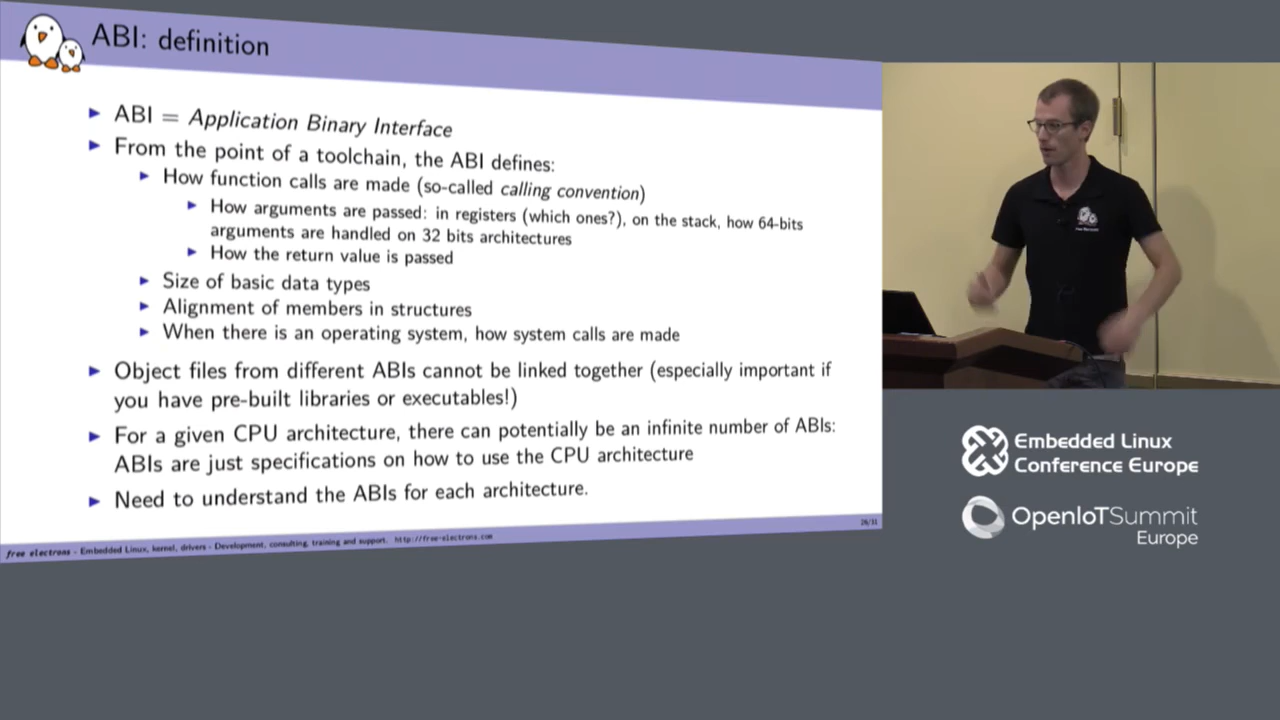 ABI: definition
ABI = Application Binary Interface
From the point of a toolchain, the ABI defines:
How function calls are made (so-called calling convention)
How arguments are passed: in registers (which ones?), on the stack, how 64-bits
arguments are handled on 32 bits architectures
How the return value is passed
Size of basic data types
Alignment of members in structures
When there is an operating system, how system calls are made
Object files from different ABIs cannot be linked together (especially important if
you have pre-built libraries or executables!)
For a given CPU architecture, there can potentially be an infinite number of ABIs:
ABIs are just specifications on how to use the CPU architecture
Need to understand the ABIs for each architecture.
free electrons - Embedded Linux, kernel, drivers - Development, consulting, training and support. http://free-electrons.com
Embedded Linux
Conference Europe
OpenIoTSummit
Europe